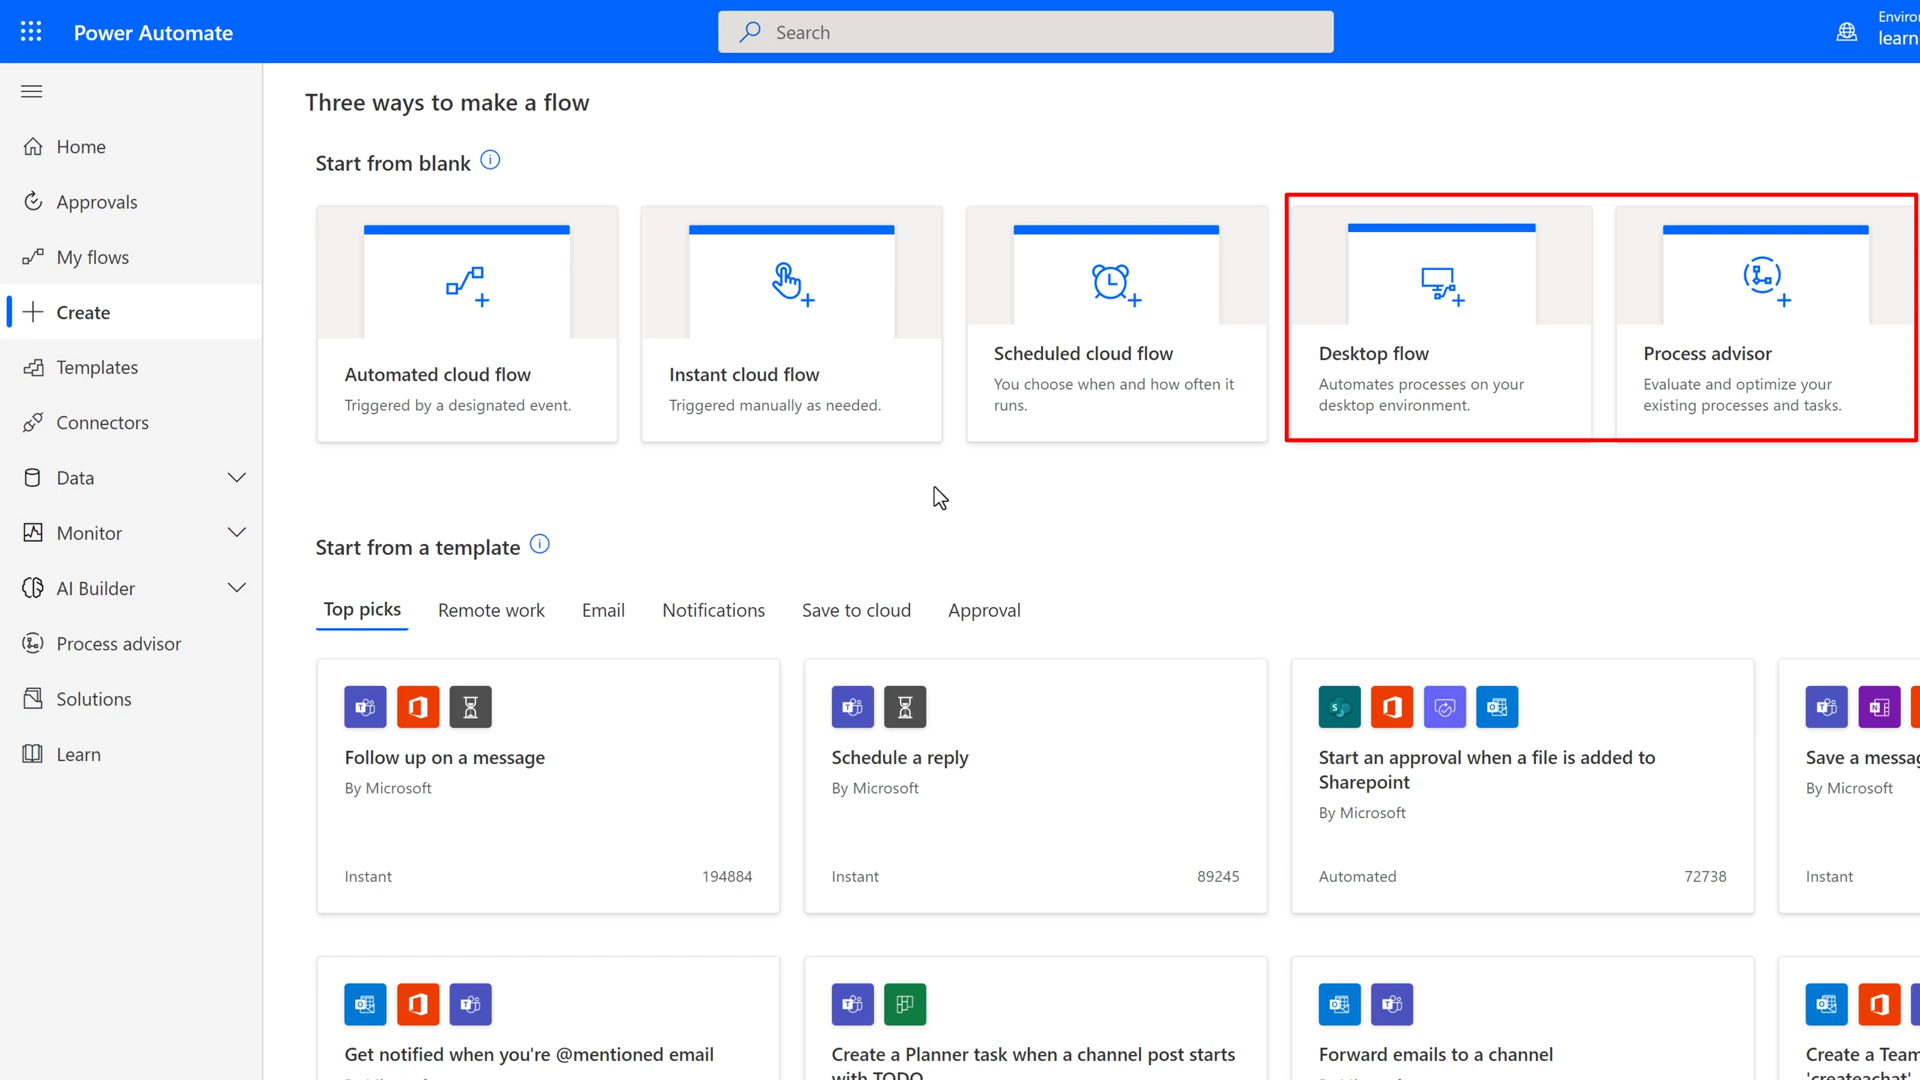 Power Automate
Search
Enviro
learn
Three ways to make a flow
Home
Approvals
My flows
Create
Templates
Connectors
Data
Monitor
AI Builder
Process advisor
Solutions
Learn
Start from blank
Automated cloud flow
Triggered by a designated event.
Instant cloud flow
Triggered manually as needed.
Scheduled cloud flow
You choose when and how often it
runs.
Desktop flow
Automates processes on your
desktop environment.
Process advisor
Evaluate and optimize your
existing processes and tasks.
Start from a template
Top picks
Remote work
Email
Notifications
Save to cloud
Approval
Follow up on a message
By Microsoft
Instant
194884
Schedule a reply
By Microsoft
Instant
89245
Start an approval when a file is added to
Sharepoint
By Microsoft
Automated
72738
Save a messag
By Microsoft
Instant
Get notified when you're @mentioned email
Create a Planner task when a channel post starts
with TODO
Forward emails to a channel
Create a Team
'createachat'